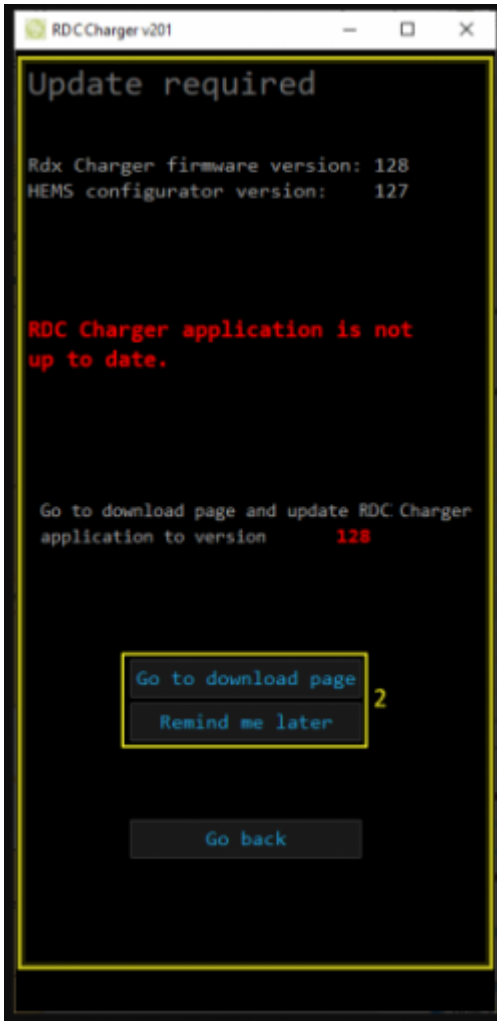 RDC Charger v201
Update required
Rdx Charger firmware version: 128
HEMS configurator version: 127
RDC Charger application is not
up to date.
Go to download page and update RDC Charger
application to version 128
Go to download page
2
Remind me later
Go back